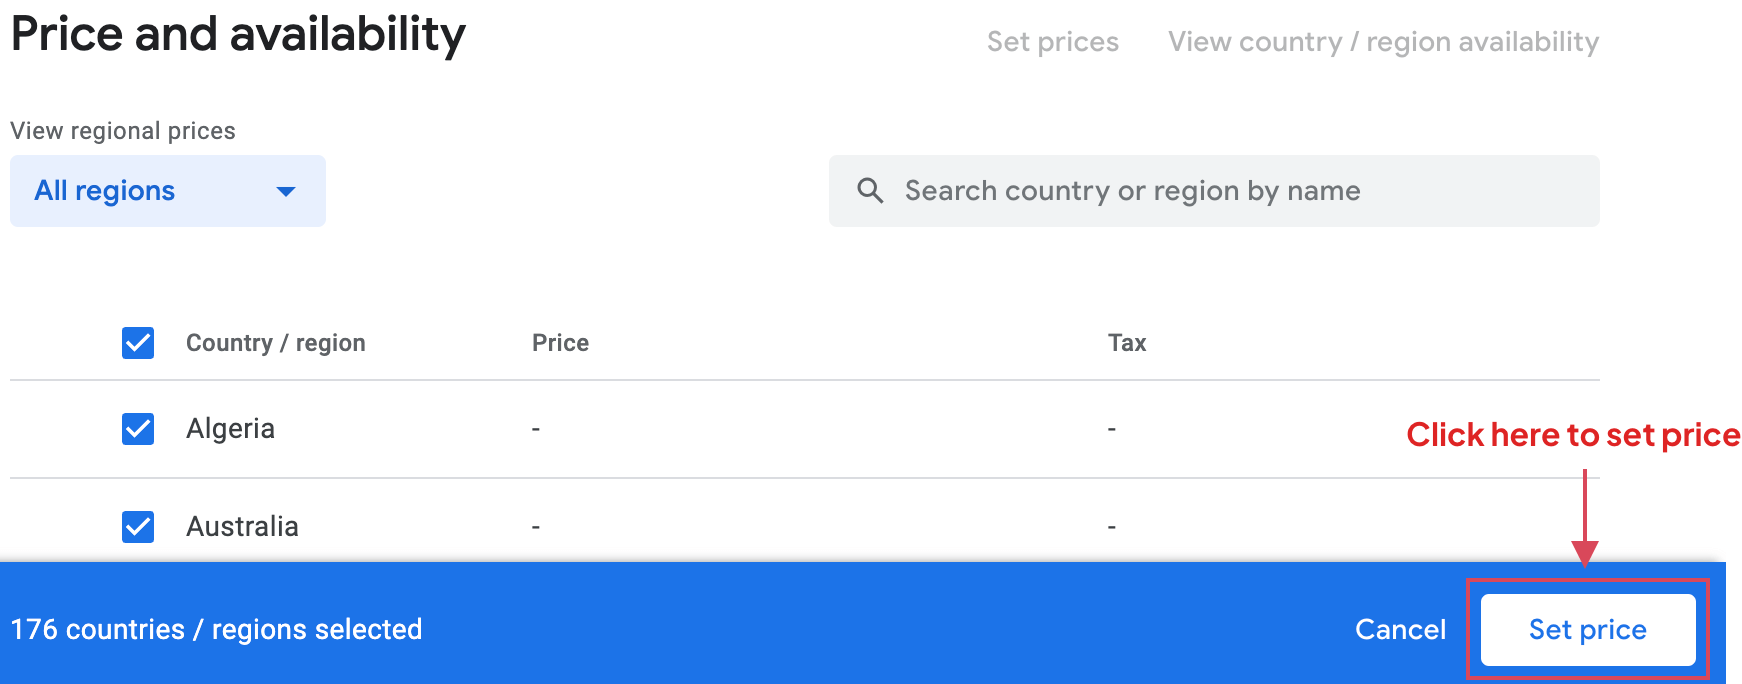 Price and availability
Set prices
View country / region availability
View regional prices
All regions
Search country or region by name
Country / region
Price
Tax
Algeria
-
-
Click here to set price
Australia
-
-
176 countries / regions selected
Cancel
Set price